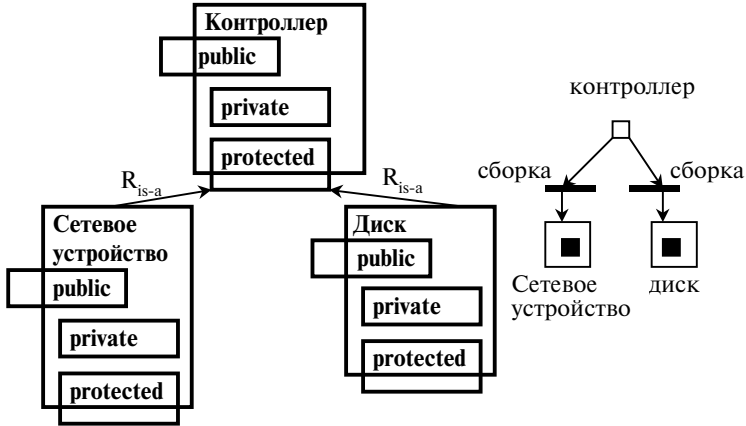 Контроллер
public
private
protected
R is-a
R is-a
Сетевое
устройство
public
private
protected
Диск
public
private
protected
контроллер
сборка
сборка
Сетевое
устройство
диск